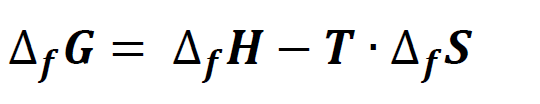 Δ_f G = Δ_f H − T · Δ_f S